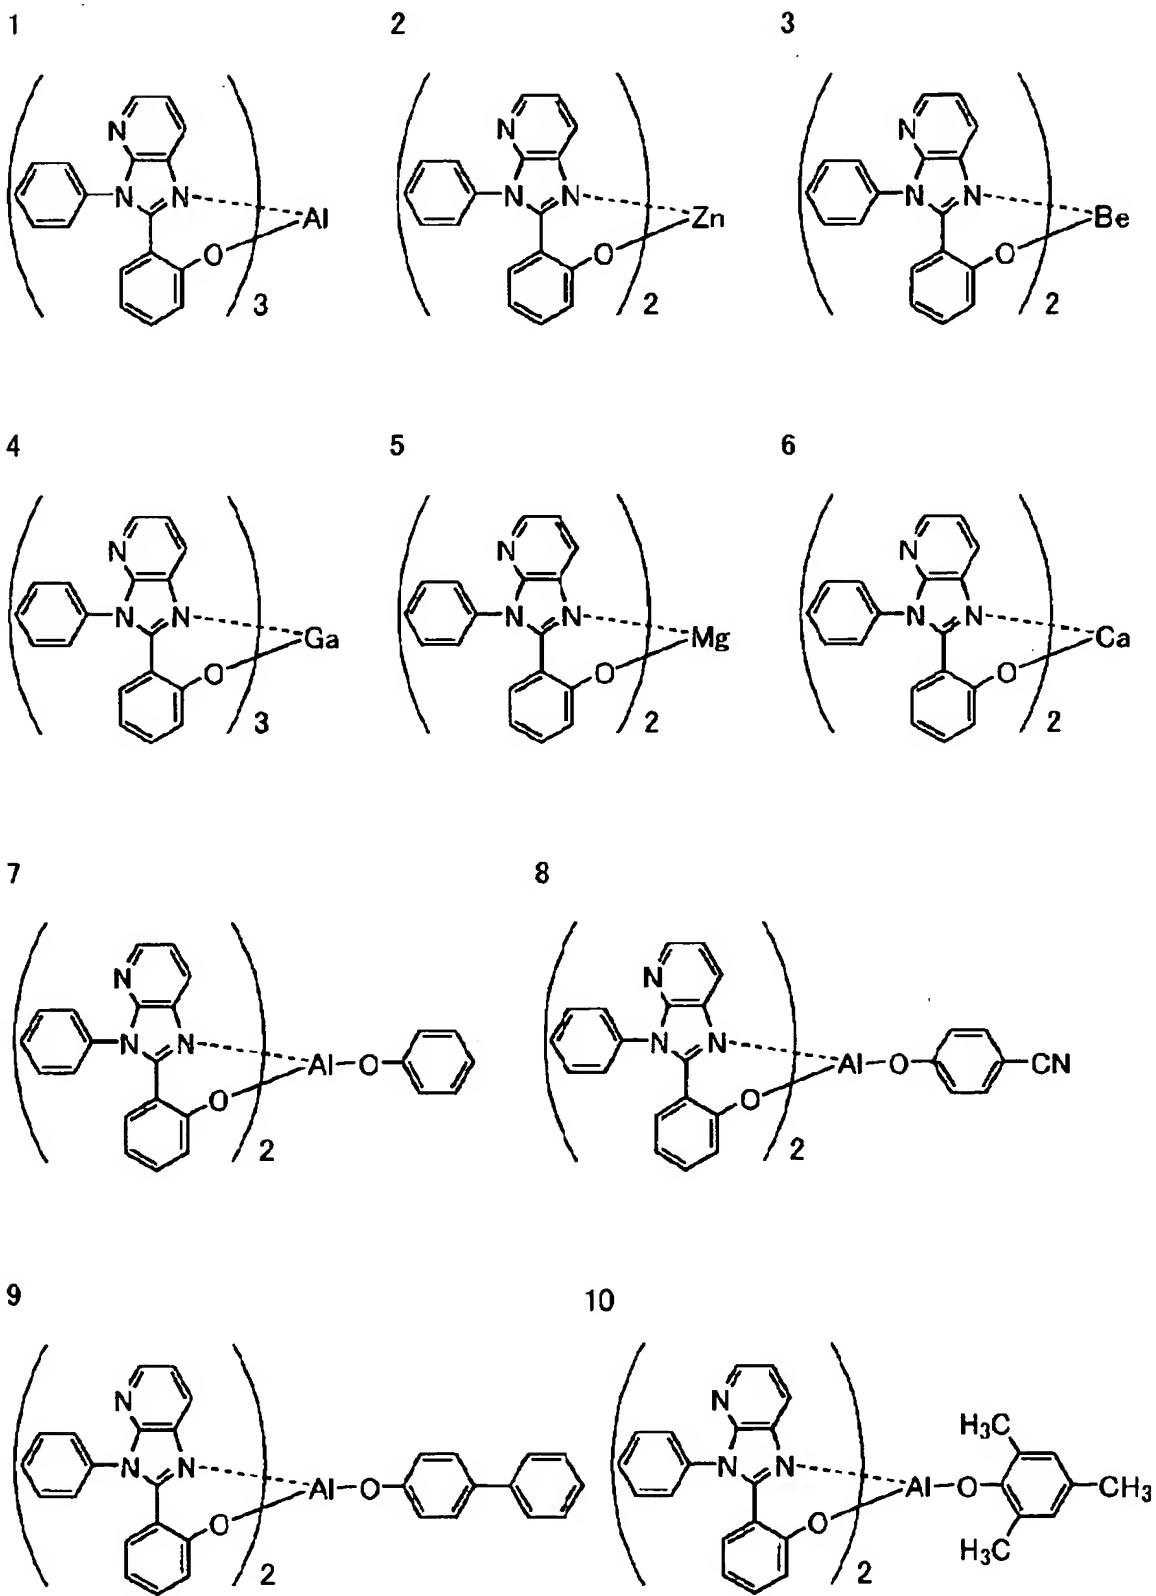 1 2 3
N N N
N N Al N N Zn N N Be
O O O
3 2 2
4 5 6
N N N
N N Ga N N Mg N N Ca
O O O
3 2 2
7 8
N N
N N Al O N N Al O CN
O O
2 2
9 10
N N
H₃C
N N Al O N N Al O CH₃
O O
H₃C
2 2